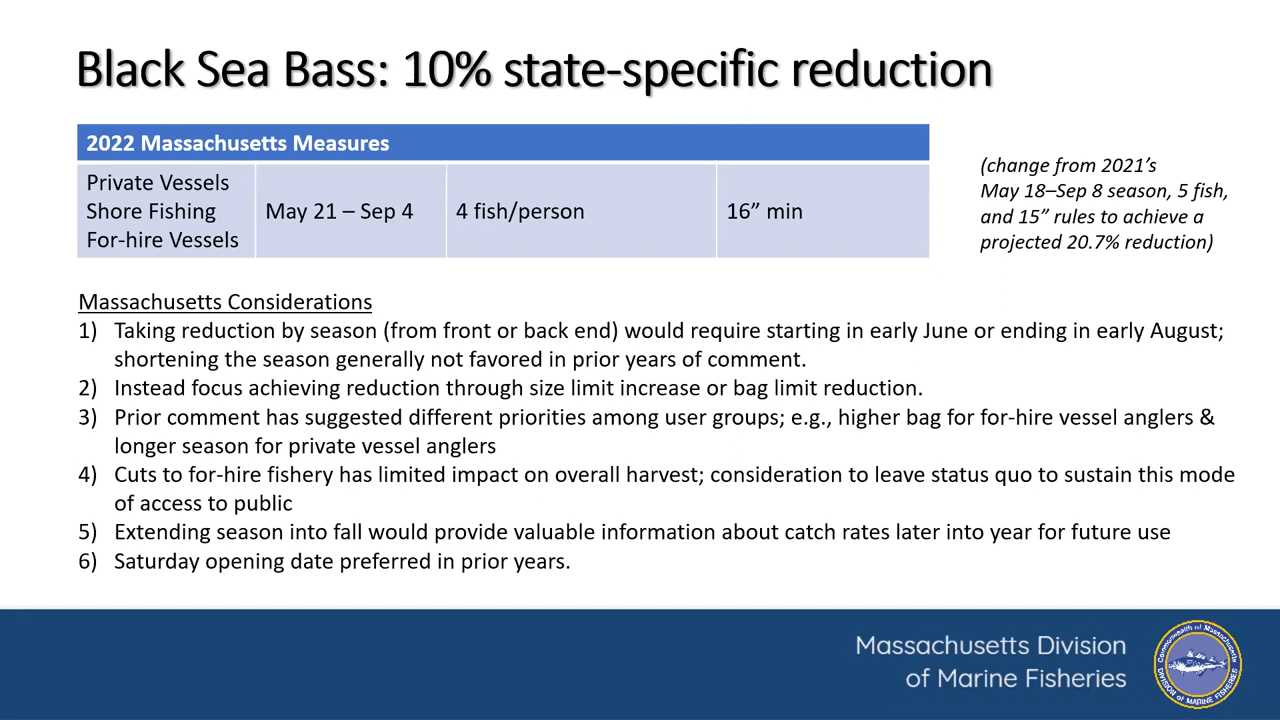 Black Sea Bass: 10% state-specific reduction
2022 Massachusetts Measures
Private Vessels
Shore Fishing
For-hire Vessels
May 21 – Sep 4
4 fish/person
16” min
(change from 2021’s
May 18–Sep 8 season, 5 fish,
and 15” rules to achieve a
projected 20.7% reduction)
Massachusetts Considerations
1) Taking reduction by season (from front or back end) would require starting in early June or ending in early August;
shortening the season generally not favored in prior years of comment.
2) Instead focus achieving reduction through size limit increase or bag limit reduction.
3) Prior comment has suggested different priorities among user groups; e.g., higher bag for for-hire vessel anglers &
longer season for private vessel anglers
4) Cuts to for-hire fishery has limited impact on overall harvest; consideration to leave status quo to sustain this mode
of access to public
5) Extending season into fall would provide valuable information about catch rates later into year for future use
6) Saturday opening date preferred in prior years.
Massachusetts Division
of Marine Fisheries
Commonwealth of Massachusetts
DIVISION of MARINE FISHERIES